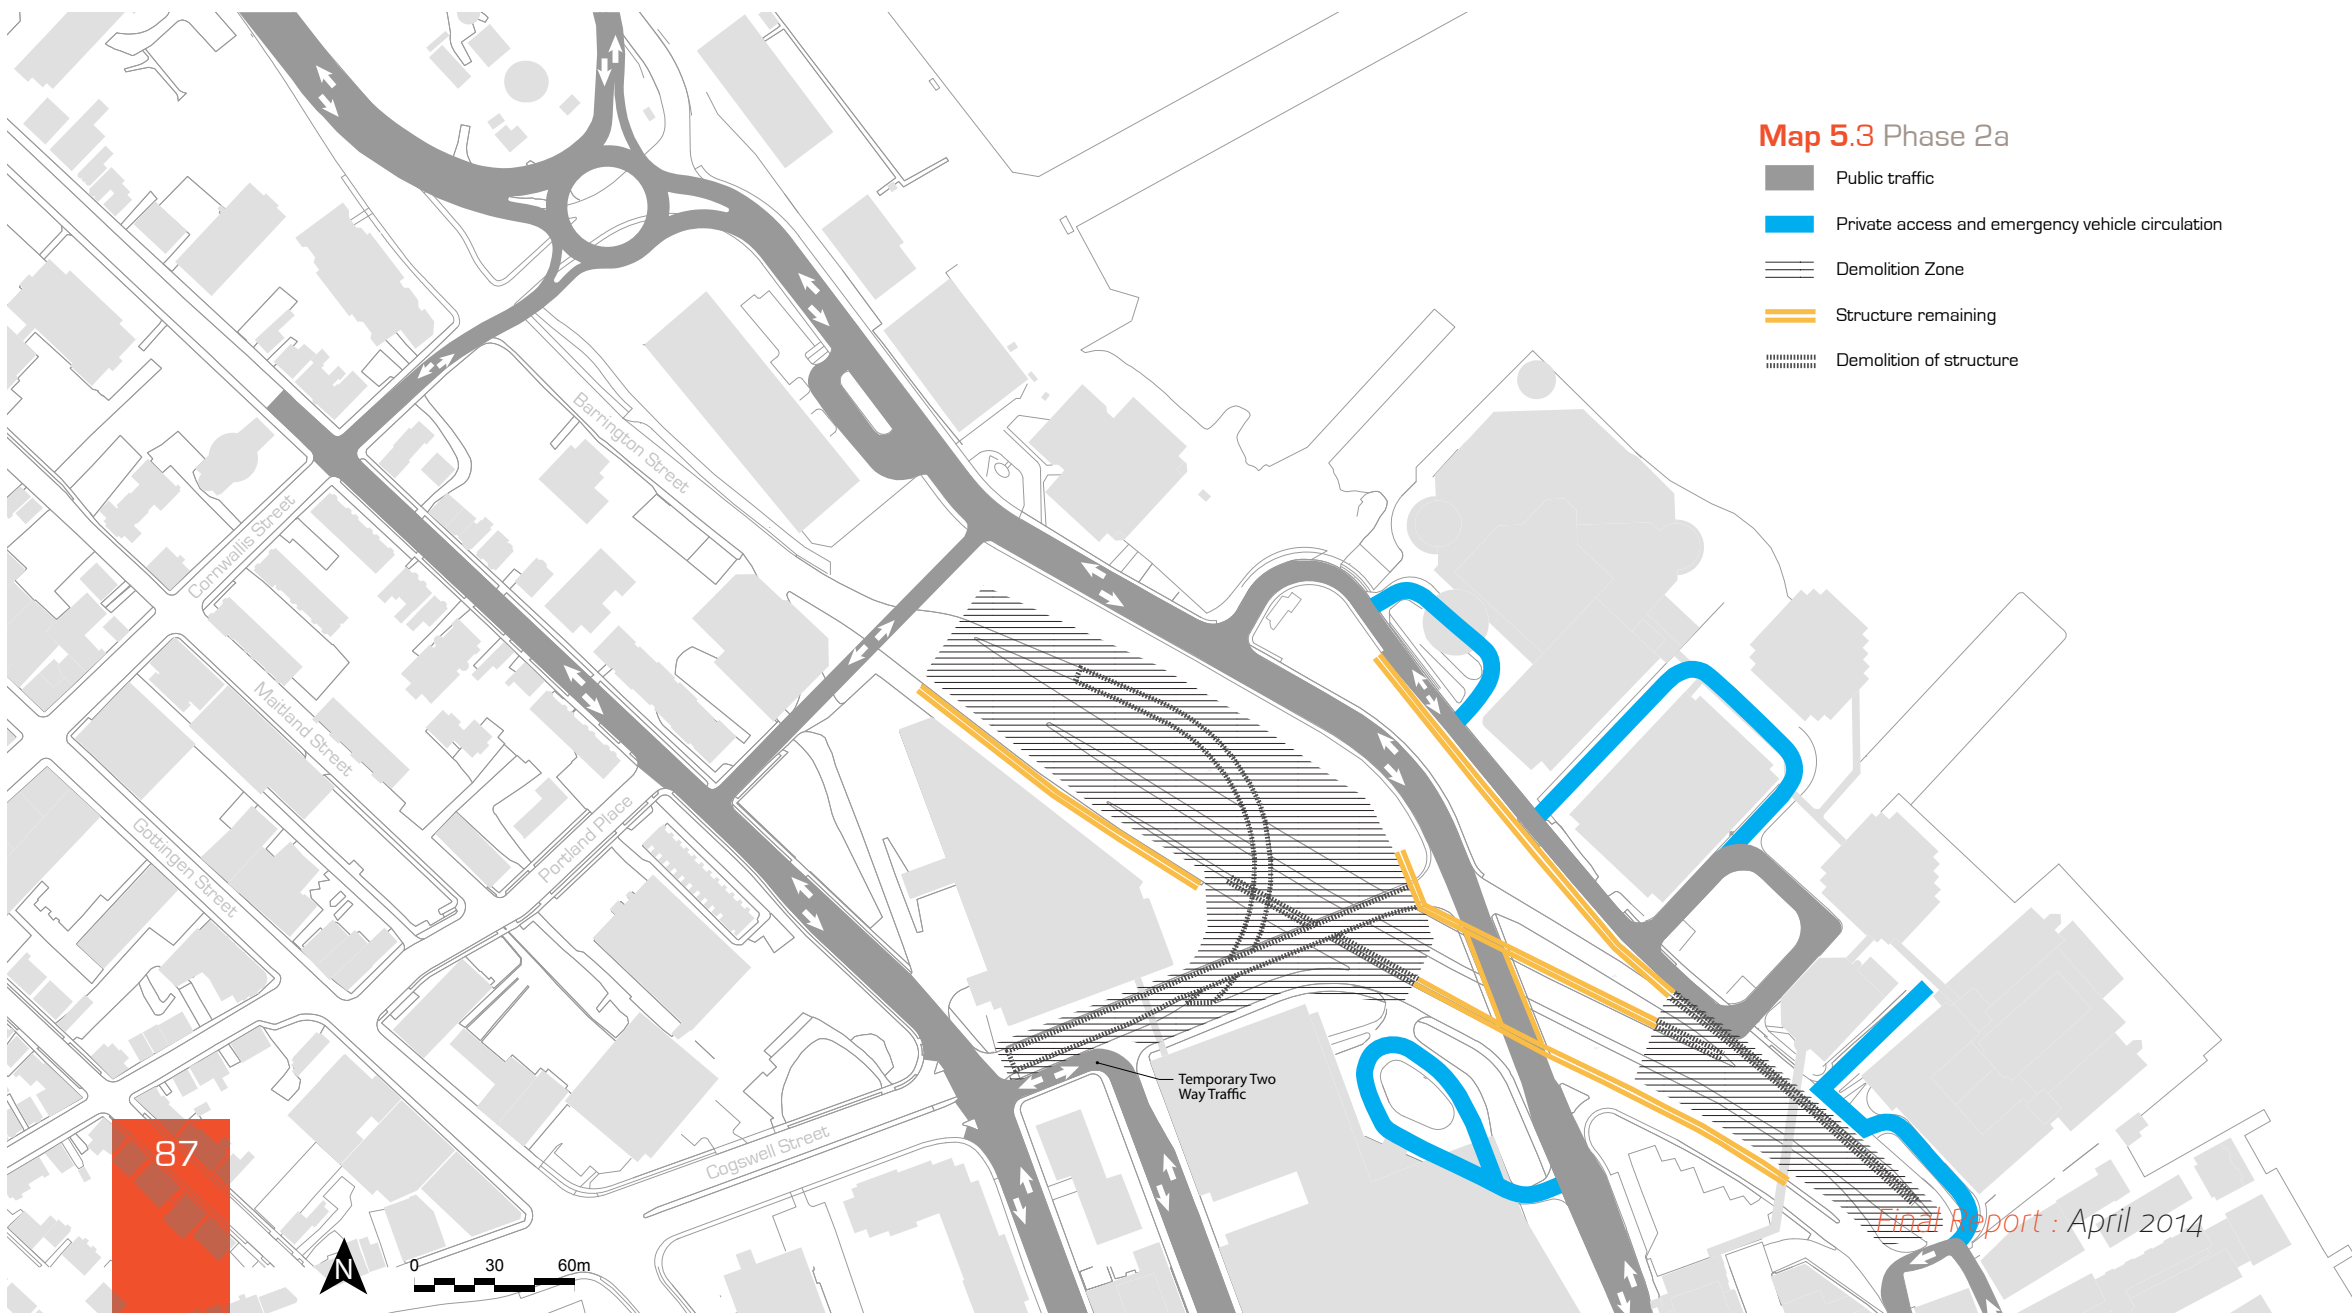 Map 5.3 Phase 2a
Public traffic
Private access and emergency vehicle circulation
Demolition Zone
Structure remaining
Demolition of structure
Barrington Street
Cornwallis Street
Maitland Street
Gottingen Street
Portland Place
Temporary Two
Way Traffic
Cogswell Street
87
Final Report : April 2014
N
0 30 60m